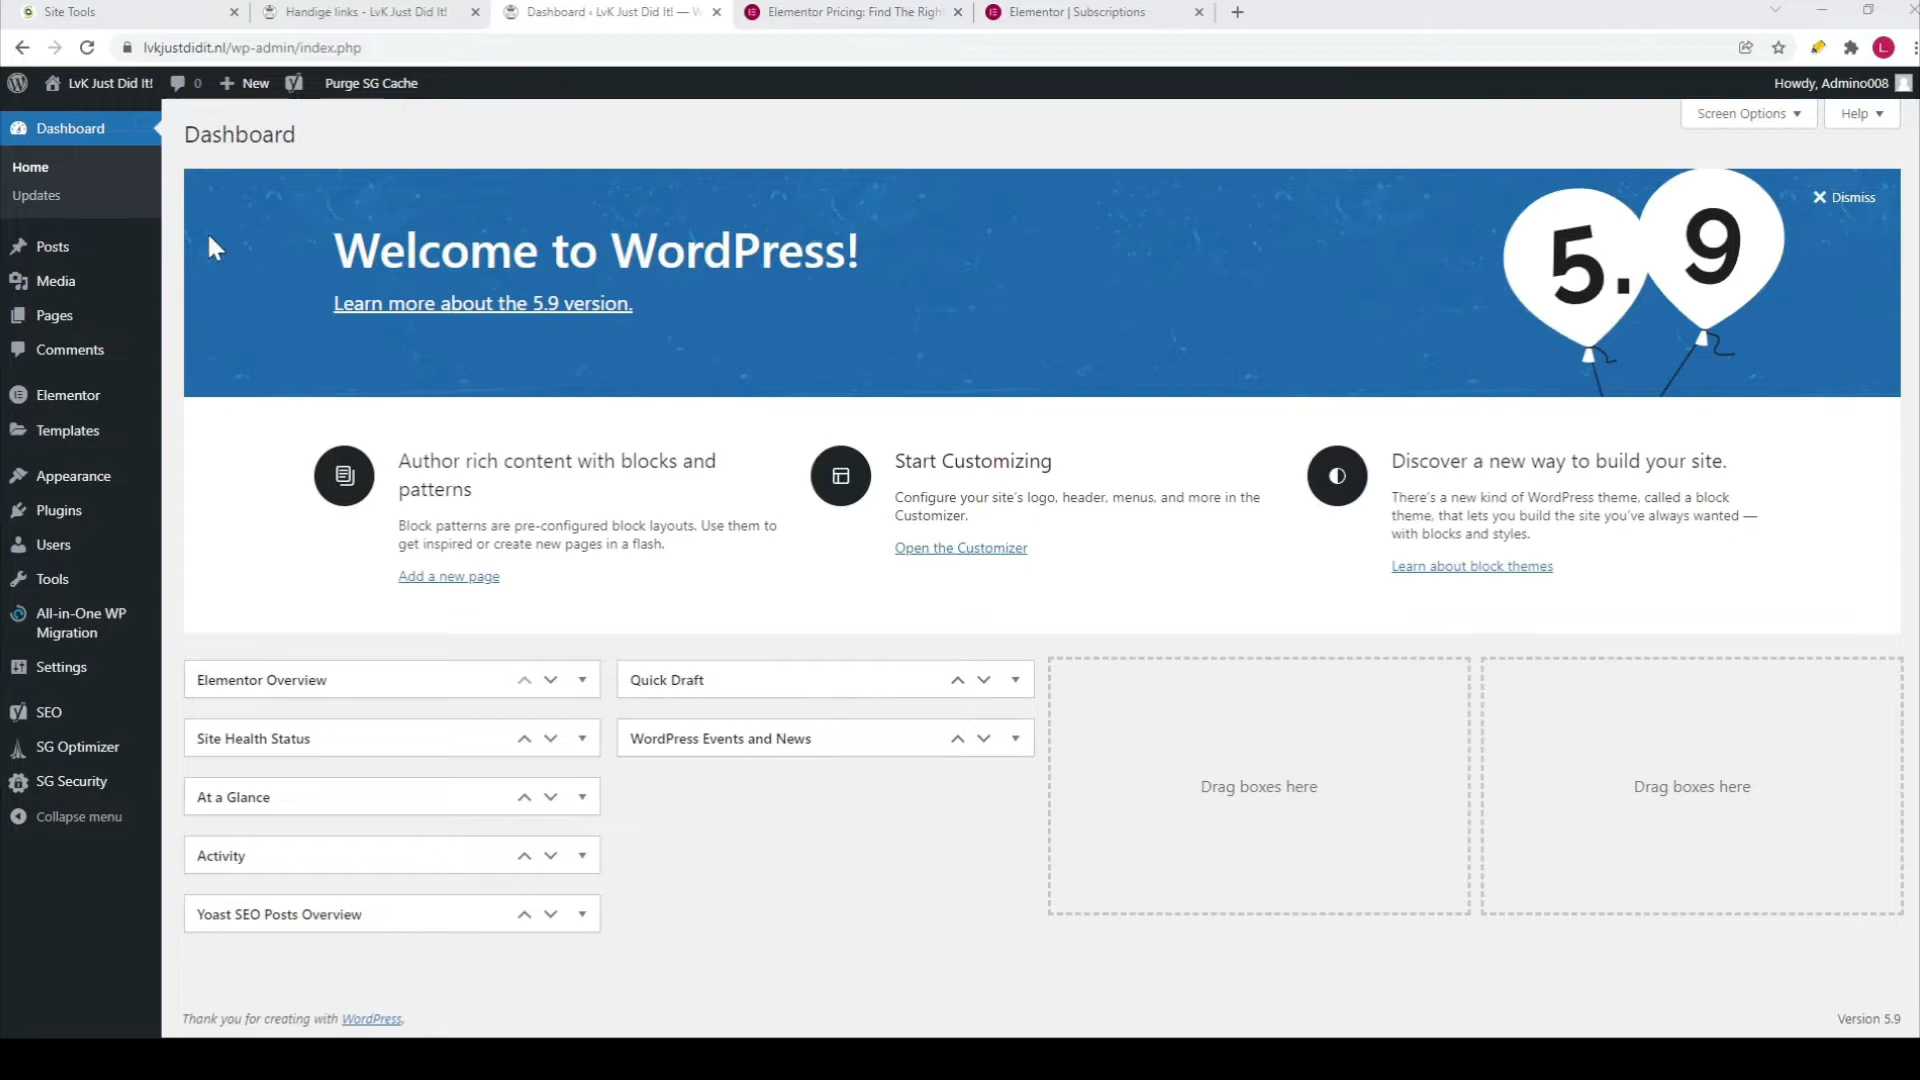 Site Tools
Handige links - LvK Just Did It!
Dashboard ‹ LvK Just Did It! — W
Elementor Pricing: Find The Righ
Elementor | Subscriptions
lvkjustdidit.nl/wp-admin/index.php
L
LvK Just Did It!
0
New
Purge SG Cache
Howdy, Admino008
Dashboard
Home
Updates
Posts
Media
Pages
Comments
Elementor
Templates
Appearance
Plugins
Users
Tools
All-in-One WP
Migration
Settings
SEO
SG Optimizer
SG Security
Collapse menu
Dashboard
Screen Options
Help
Dismiss
Welcome to WordPress!
Learn more about the 5.9 version.
5.9
Author rich content with blocks and
patterns
Block patterns are pre-configured block layouts. Use them to
get inspired or create new pages in a flash.
Add a new page
Start Customizing
Configure your site's logo, header, menus, and more in the
Customizer.
Open the Customizer
Discover a new way to build your site.
There's a new kind of WordPress theme, called a block
theme, that lets you build the site you've always wanted —
with blocks and styles.
Learn about block themes
Elementor Overview
Site Health Status
At a Glance
Activity
Yoast SEO Posts Overview
Quick Draft
WordPress Events and News
Drag boxes here
Drag boxes here
Thank you for creating with WordPress.
Version 5.9